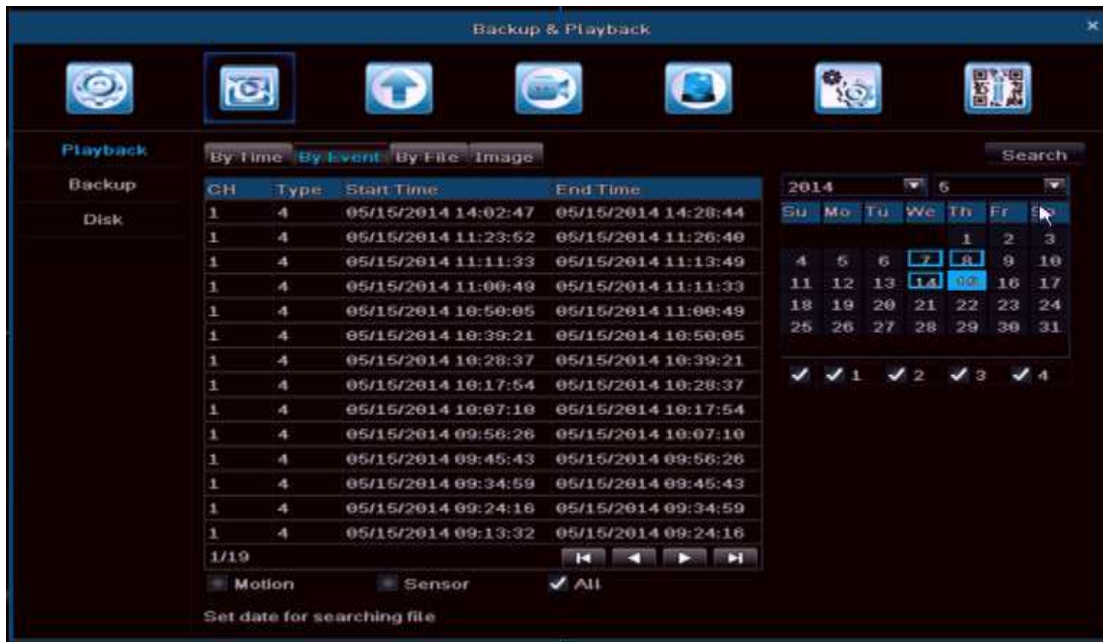 Backup & Playback
Playback
Backup
Disk
By Time By Event By File Image
Search
CH Type Start Time End Time
1 4 05/15/2014 14:02:47 05/15/2014 14:28:44
1 4 05/15/2014 11:23:52 05/15/2014 11:26:40
1 4 05/15/2014 11:11:33 05/15/2014 11:13:49
1 4 05/15/2014 11:00:49 05/15/2014 11:11:33
1 4 05/15/2014 10:50:05 05/15/2014 11:00:49
1 4 05/15/2014 10:39:21 05/15/2014 10:50:05
1 4 05/15/2014 10:28:37 05/15/2014 10:39:21
1 4 05/15/2014 10:17:54 05/15/2014 10:28:37
1 4 05/15/2014 10:07:10 05/15/2014 10:17:54
1 4 05/15/2014 09:56:26 05/15/2014 10:07:10
1 4 05/15/2014 09:45:43 05/15/2014 09:56:26
1 4 05/15/2014 09:34:59 05/15/2014 09:45:43
1 4 05/15/2014 09:24:16 05/15/2014 09:34:59
1 4 05/15/2014 09:13:32 05/15/2014 09:24:16
1/19
Motion Sensor All
Set date for searching file
2014 6
Su Mo Tu We Th Fr
1 2 3
4 5 6 7 8 9 10
11 12 13 14 16 17
18 19 20 21 22 23 24
25 26 27 28 29 30 31
1 2 3 4